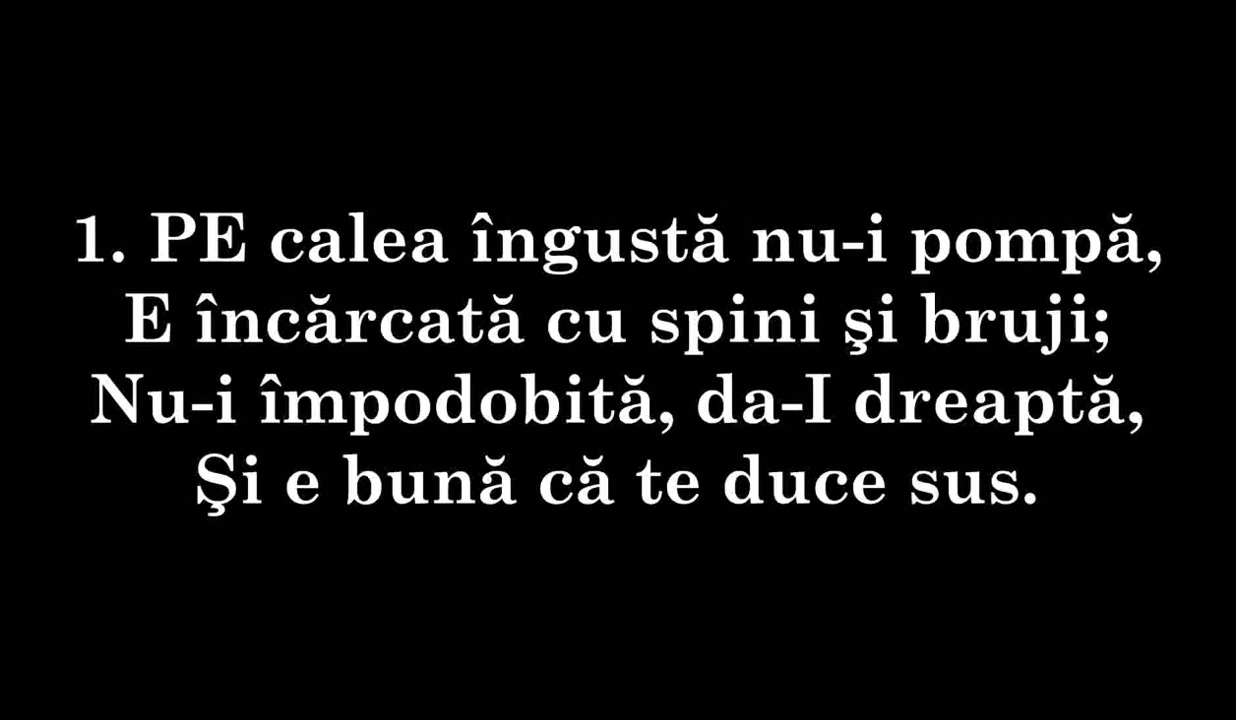 1. PE calea îngustă nu-i pompă,
E încărcată cu spini şi bruji;
Nu-i împodobită, da-I dreaptă,
Şi e bună că te duce sus.